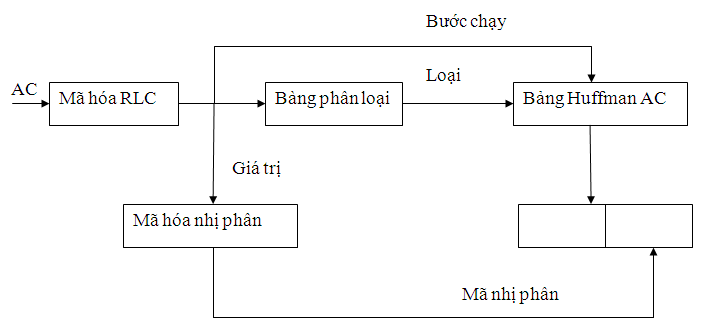 Bước chạy
AC
Mã hóa RLC
Bảng phân loại
Loại
Bảng Huffman AC
Giá trị
Mã hóa nhị phân
Mã nhị phân